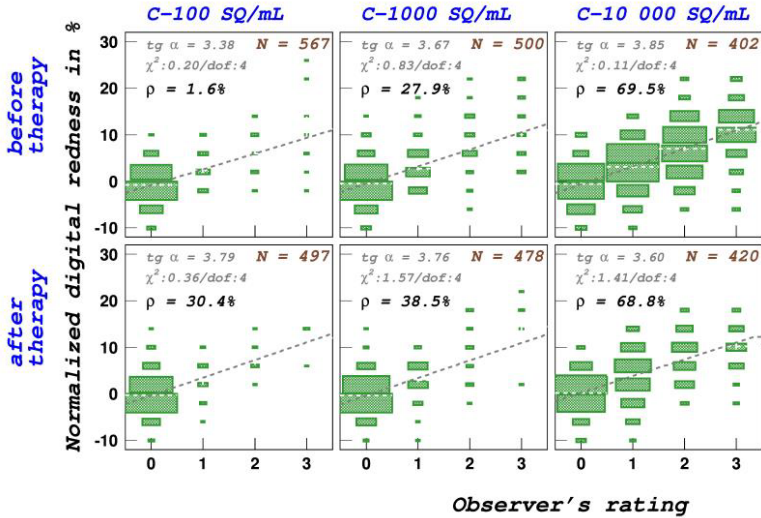 C-100 SQ/mL C-1000 SQ/mL C-10 000 SQ/mL
before therapy
after therapy
Normalized digital redness in %
30
20
10
0
-10
tg α = 3.38 N = 567
χ²:0.20/dof:4
ρ = 1.6%
tg α = 3.67 N = 500
χ²:0.83/dof:4
ρ = 27.9%
tg α = 3.85 N = 402
χ²:0.11/dof:4
ρ = 69.5%
30
20
10
0
-10
tg α = 3.79 N = 497
χ²:0.36/dof:4
ρ = 30.4%
tg α = 3.76 N = 478
χ²:1.57/dof:4
ρ = 38.5%
tg α = 3.60 N = 420
χ²:1.41/dof:4
ρ = 68.8%
0 1 2 3 0 1 2 3 0 1 2 3
Observer's rating